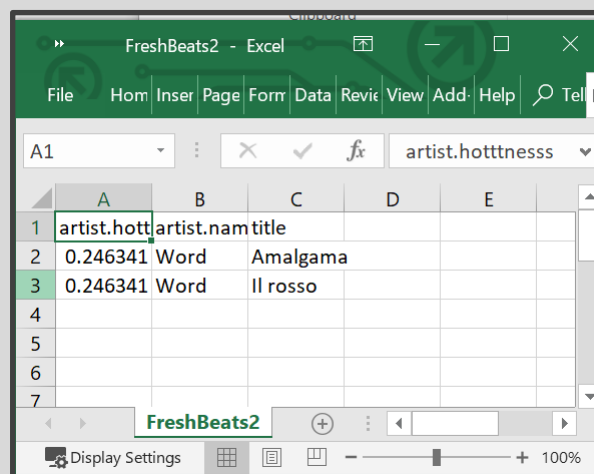 FreshBeats2 - Excel
File Hom Inser Page Form Data Revie View Add- Help Tel
A1 fx artist.hotttnesss
A B C D E
1 artist.hott artist.nam title
2 0.246341 Word Amalgama
3 0.246341 Word Il rosso
4
5
6
7
FreshBeats2
Display Settings 100%